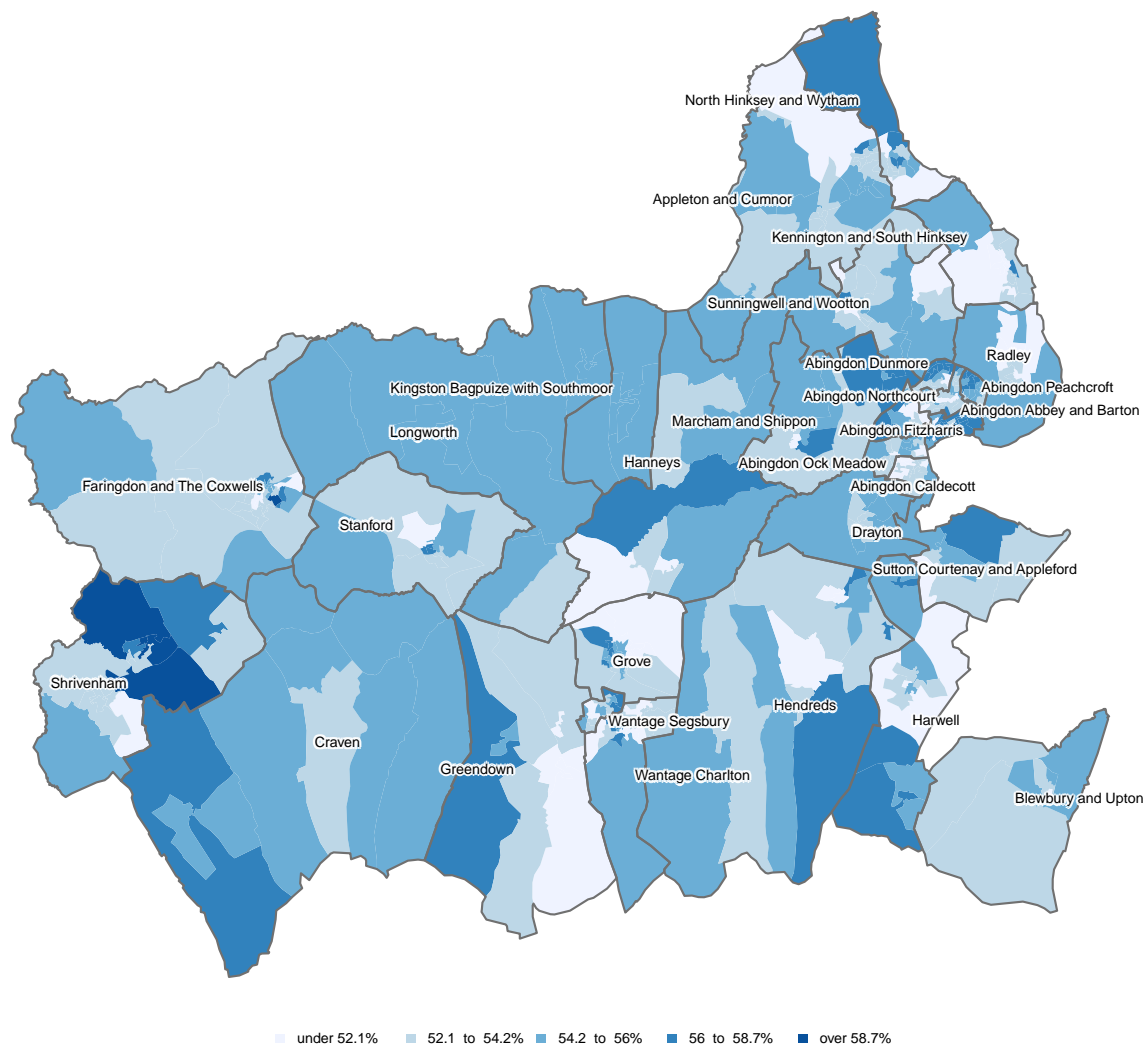 North Hinksey and Wytham
Appleton and Cumnor
Kennington and South Hinksey
Sunningwell and Wootton
Radley
Abingdon Dunmore
Kingston Bagpuize with Southmoor
Abingdon Peachcroft
Abingdon Northcourt
Abingdon Abbey and Barton
Marcham and Shippon
Abingdon Fitzharris
Longworth
Hanneys
Abingdon Ock Meadow
Faringdon and The Coxwells
Abingdon Caldecott
Stanford
Drayton
Sutton Courtenay and Appleford
Grove
Shrivenham
Hendreds
Wantage Segsbury
Harwell
Craven
Greendown
Wantage Charlton
Blewbury and Upton
under 52.1% 52.1 to 54.2% 54.2 to 56% 56 to 58.7% over 58.7%